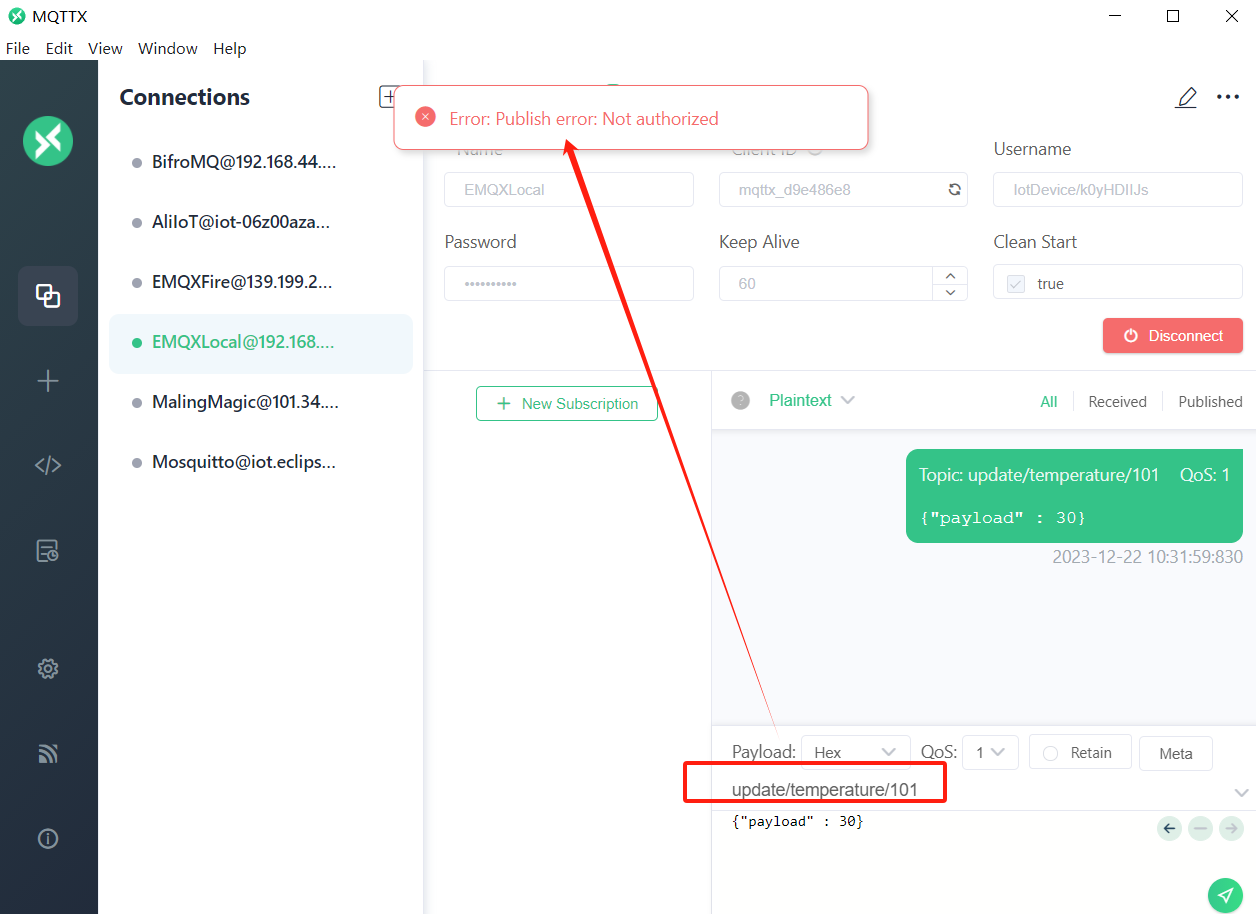 MQTTX
File Edit View Window Help
Connections
BifroMQ@192.168.44....
AliIoT@iot-06z00aza...
EMQXFire@139.199.2...
EMQXLocal@192.168....
MalingMagic@101.34....
Mosquitto@iot.eclips...
Error: Publish error: Not authorized
Name Client ID Username
EMQXLocal mqttx_d9e486e8
Password Keep Alive Clean Start
60 true
Disconnect
New Subscription
Plaintext All Received Published
Topic: update/temperature/101 QoS: 1
{"payload" : 30}
2023-12-22 10:31:59:830
Payload: Hex QoS: 1 Retain Meta
update/temperature/101
{"payload" : 30}